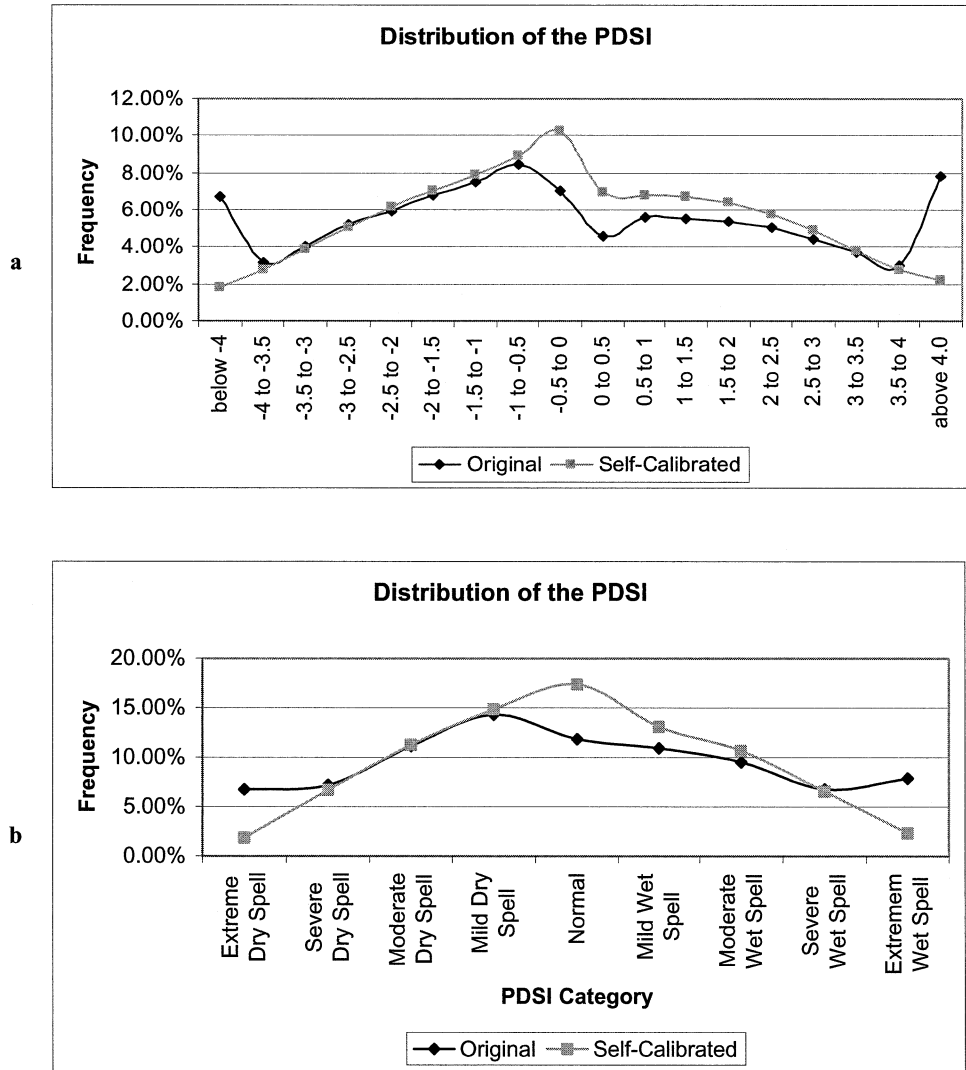 Distribution of the PDSI
12.00%
10.00%
8.00%
6.00%
4.00%
2.00%
0.00%
Frequency
a
below -4
-4 to -3.5
-3.5 to -3
-3 to -2.5
-2.5 to -2
-2 to -1.5
-1.5 to -1
-1 to -0.5
-0.5 to 0
0 to 0.5
0.5 to 1
1 to 1.5
1.5 to 2
2 to 2.5
2.5 to 3
3 to 3.5
3.5 to 4
above 4.0
Original Self-Calibrated
Distribution of the PDSI
20.00%
15.00%
10.00%
5.00%
0.00%
Frequency
b
Extreme
Dry Spell
Severe
Dry Spell
Moderate
Dry Spell
Mild Dry
Spell
Normal
Mild Wet
Spell
Moderate
Wet Spell
Severe
Wet Spell
Extremem
Wet Spell
PDSI Category
Original Self-Calibrated